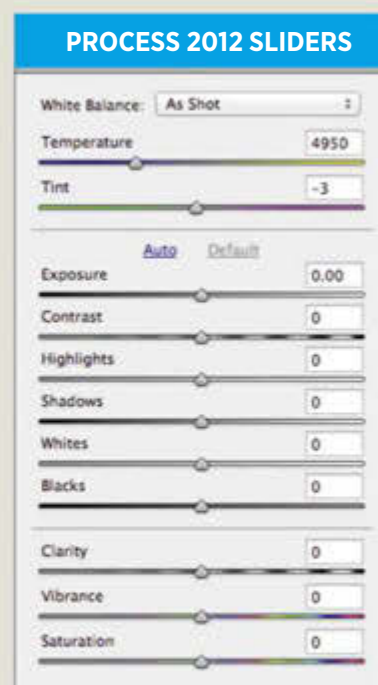 PROCESS 2012 SLIDERS
White Balance: As Shot
Temperature 4950
Tint -3
Auto Default
Exposure 0.00
Contrast 0
Highlights 0
Shadows 0
Whites 0
Blacks 0
Clarity 0
Vibrance 0
Saturation 0